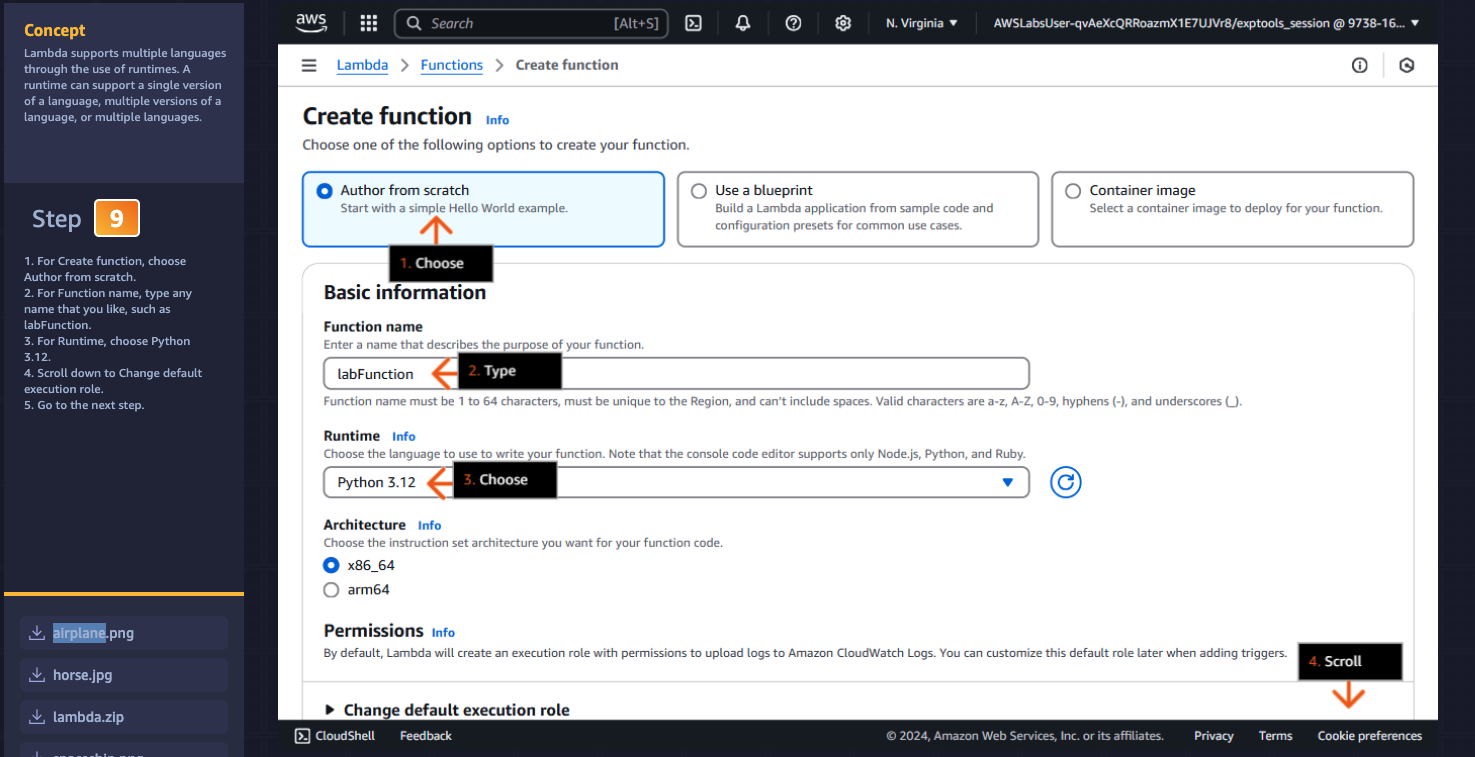 Concept
Lambda supports multiple languages
through the use of runtimes. A
runtime can support a single version
of a language, multiple versions of a
language, or multiple languages.
Step 9
1. For Create function, choose
Author from scratch.
2. For Function name, type any
name that you like, such as
labFunction.
3. For Runtime, choose Python
3.12.
4. Scroll down to Change default
execution role.
5. Go to the next step.
airplane.png
horse.jpg
lambda.zip
aws
Search [Alt+S]
N. Virginia
AWSLabsUser-qvAeXcQRRoazmX1E7UJVr8/exptools_session @ 9738-16...
Lambda > Functions > Create function
Create function Info
Choose one of the following options to create your function.
Author from scratch
Start with a simple Hello World example.
Use a blueprint
Build a Lambda application from sample code and
configuration presets for common use cases.
Container image
Select a container image to deploy for your function.
1. Choose
Basic information
Function name
Enter a name that describes the purpose of your function.
labFunction
2. Type
Function name must be 1 to 64 characters, must be unique to the Region, and can't include spaces. Valid characters are a-z, A-Z, 0-9, hyphens (-), and underscores (_).
Runtime Info
Choose the language to use to write your function. Note that the console code editor supports only Node.js, Python, and Ruby.
Python 3.12
3. Choose
Architecture Info
Choose the instruction set architecture you want for your function code.
x86_64
arm64
Permissions Info
By default, Lambda will create an execution role with permissions to upload logs to Amazon CloudWatch Logs. You can customize this default role later when adding triggers.
4. Scroll
Change default execution role
CloudShell Feedback
© 2024, Amazon Web Services, Inc. or its affiliates. Privacy Terms Cookie preferences